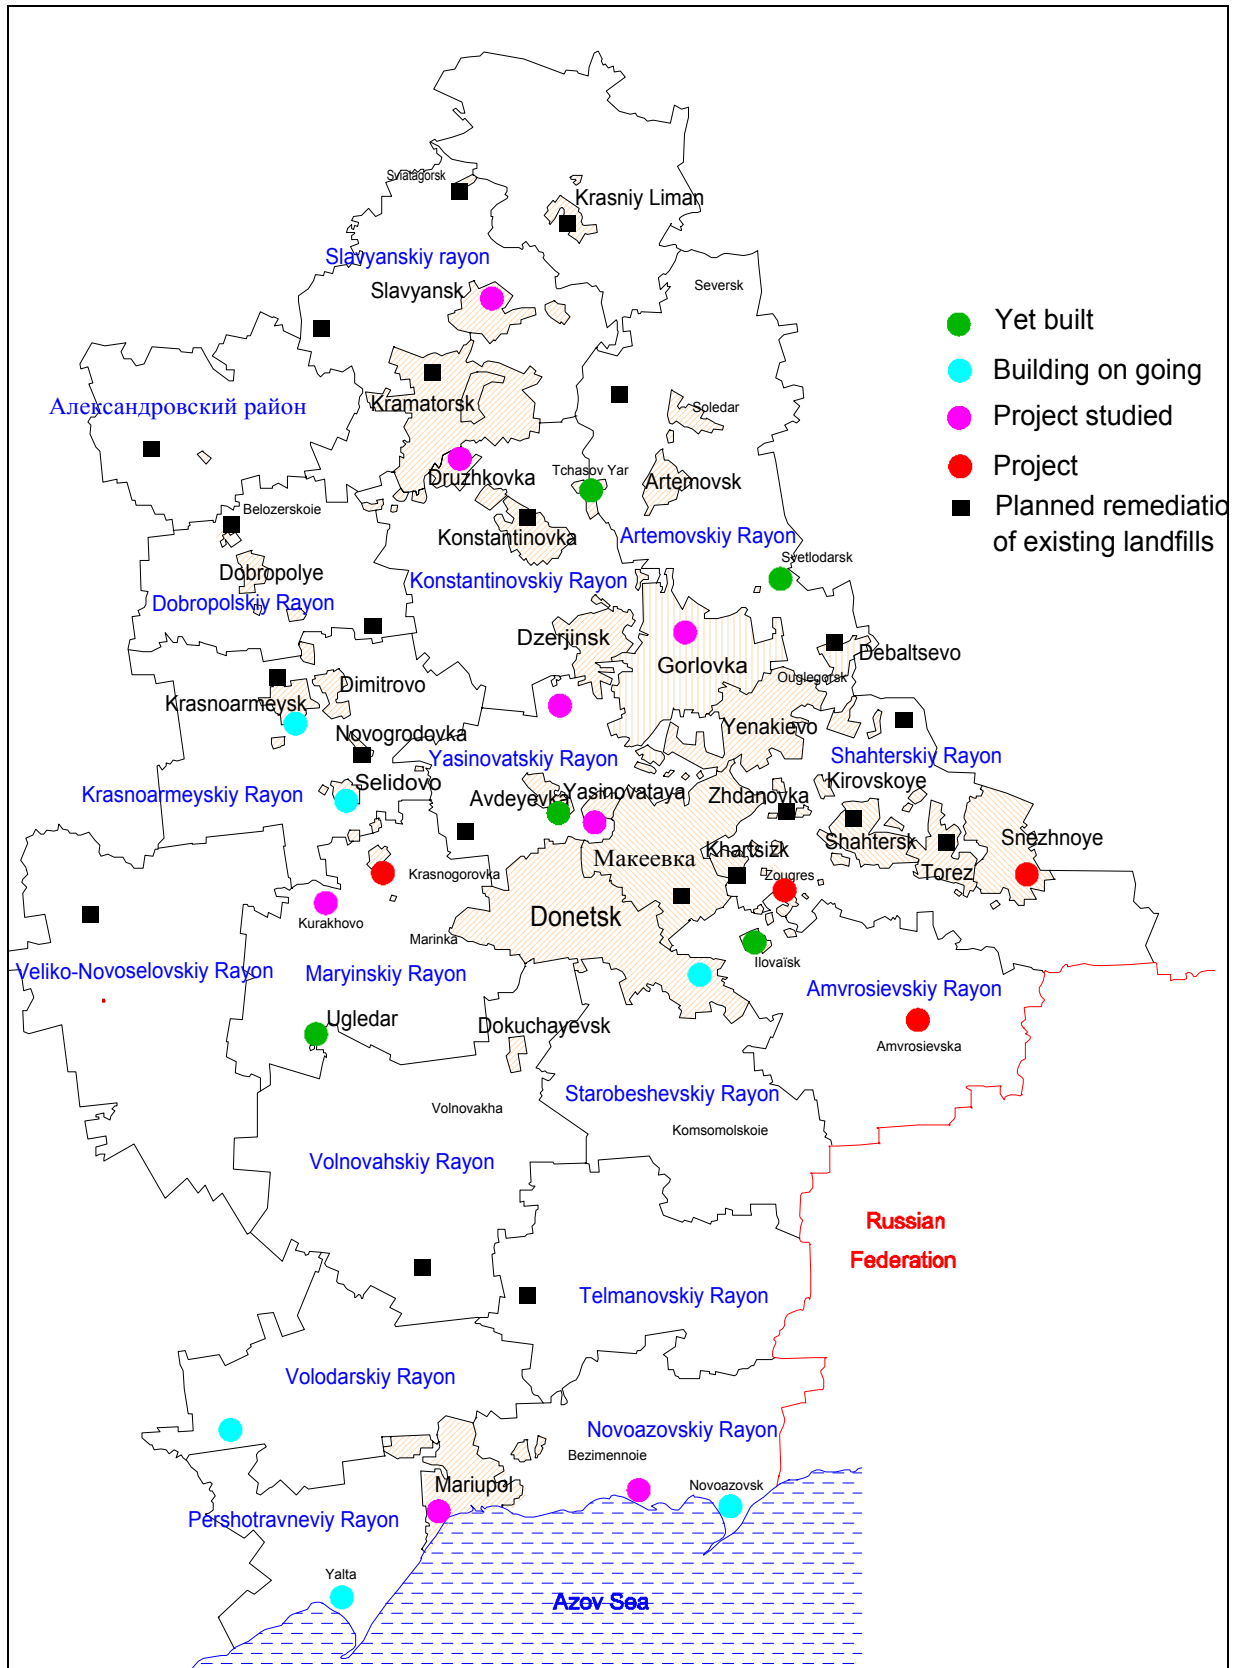 Sviatagorsk
Krasniy Liman
Slavyanskiy rayon
Slavyansk
Seversk
Yet built
Building on going
Александровский район
Kramatorsk
Soledar
Project studied
Project
Druzhkovka
Tchasov Yar
Artemovsk
Belozerskoie
Konstantinovka
Artemovskiy Rayon
Planned remediatio
of existing landfills
Svetlodarsk
Dobropolye
Konstantinovskiy Rayon
Dobropolskiy Rayon
Dzerjinsk
Gorlovka
Debaltsevo
Ouglegorsk
Dimitrovo
Krasnoarmeysk
Novogrodovka
Yenakievo
Yasinovatskiy Rayon
Shahterskiy Rayon
Krasnoarmeyskiy Rayon
Selidovo
Avdeyevka
Yasinovataya
Zhdanovka
Kirovskoye
Shahtersk
Snezhnoye
Макеевка
Khartsizk
Torez
Krasnogorovka
Zougres
Kurakhovo
Donetsk
Marinka
Ilovaïsk
Veliko-Novoselovskiy Rayon
Maryinskiy Rayon
Amvrosievskiy Rayon
Ugledar
Dokuchayevsk
Amvrosievska
Starobeshevskiy Rayon
Volnovakha
Komsomolskoie
Volnovahskiy Rayon
Russian
Federation
Telmanovskiy Rayon
Volodarskiy Rayon
Novoazovskiy Rayon
Bezimennoie
Mariupol
Novoazovsk
Pershotravneviy Rayon
Yalta
Azov Sea